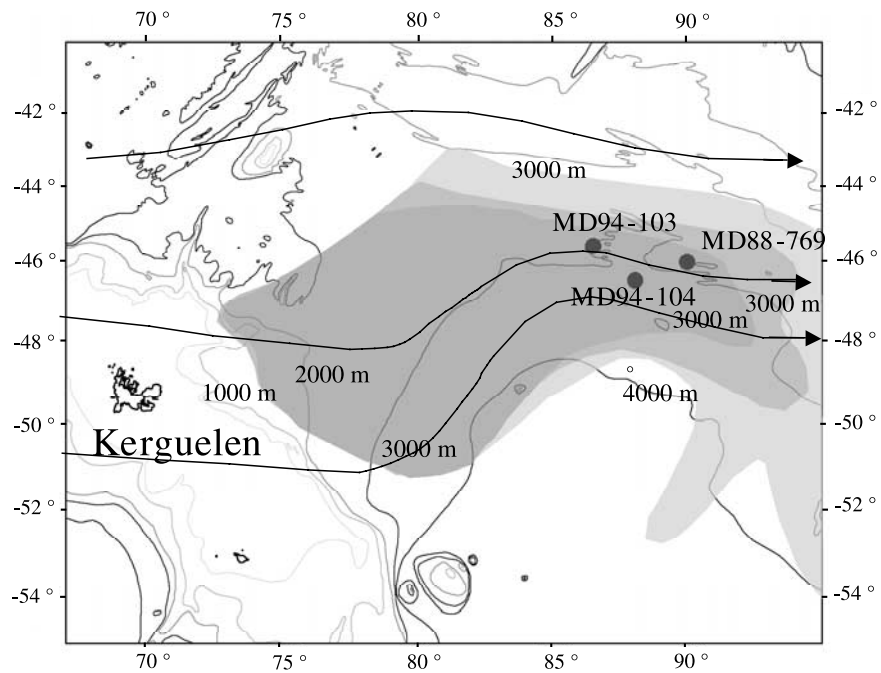 70 ° 75 ° 80 ° 85 ° 90 °
-42 ° -42 °
3000 m
-44 ° -44 °
MD94-103
MD88-769
-46 ° -46 °
MD94-104
3000 m
3000 m
-48 ° -48 °
2000 m
1000 m
4000 m
-50 ° -50 °
Kerguelen
3000 m
-52 ° -52 °
-54 ° -54 °
70 ° 75 ° 80 ° 85 ° 90 °